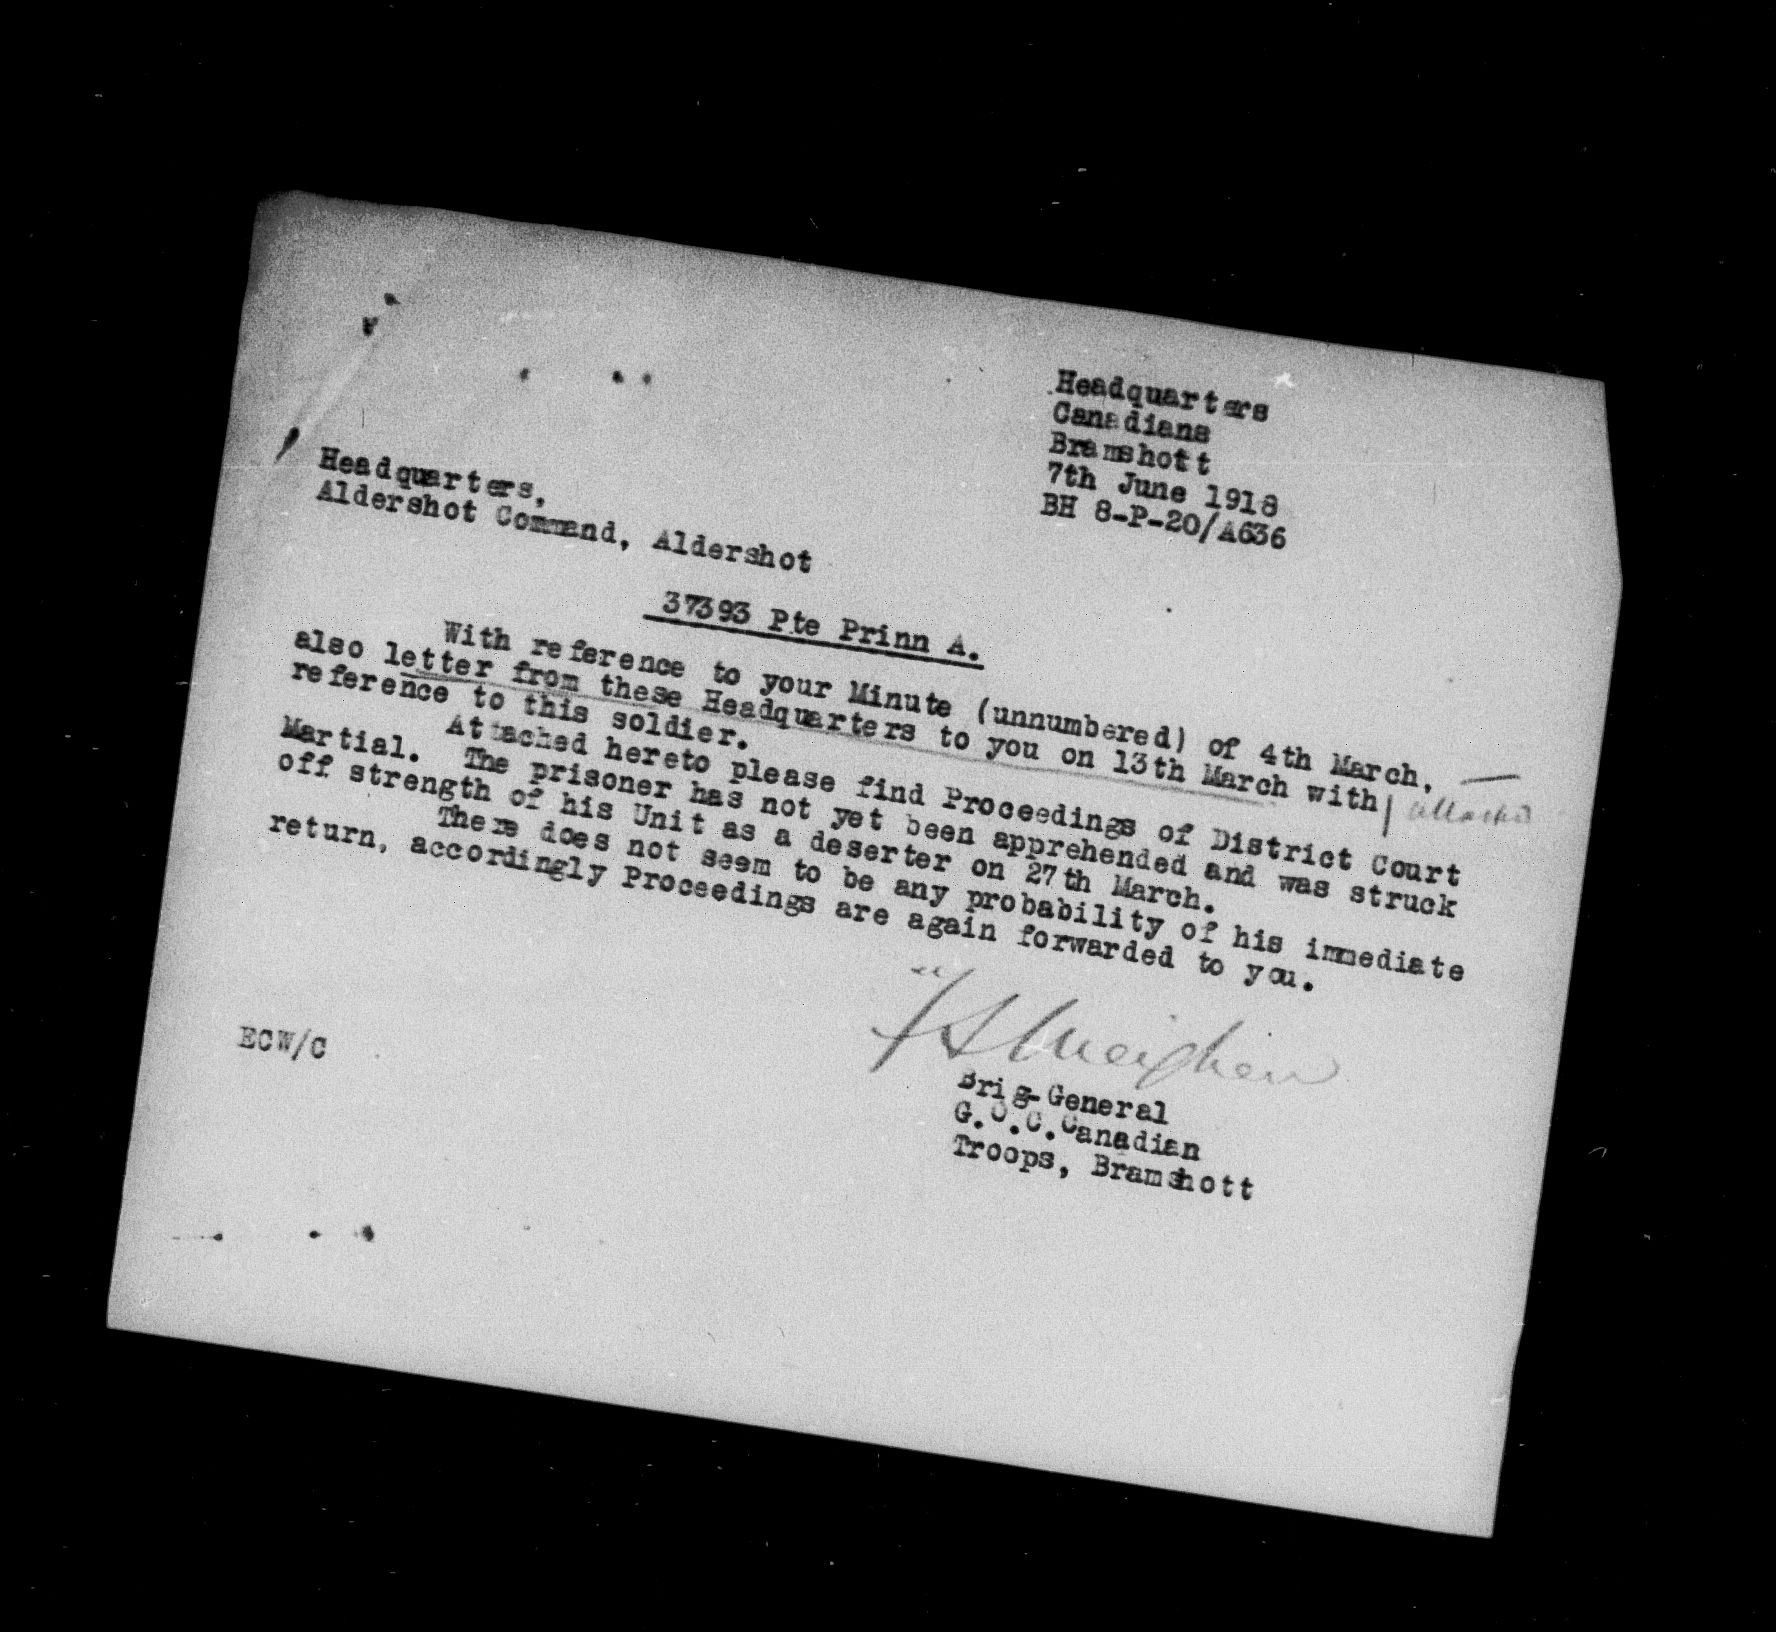 Headquarters
Canadians
Bramshott
7th June 1918
BH 8-P-20/A636
Headquarters,
Aldershot Command, Aldershot
37393 Pte Prinn A.
With reference to your Minute (unnumbered) of 4th March,
also letter from these Headquarters to you on 13th March with attached
reference to this soldier.
Attached hereto please find Proceedings of District Court
Martial. The prisoner has not yet been apprehended and was struck
off strength of his Unit as a deserter on 27th March.
There does not seem to be any probability of his immediate
return, accordingly Proceedings are again forwarded to you.
FS Meighen
ECW/C
Brig-General
G.O.C.Canadian
Troops, Bramshott